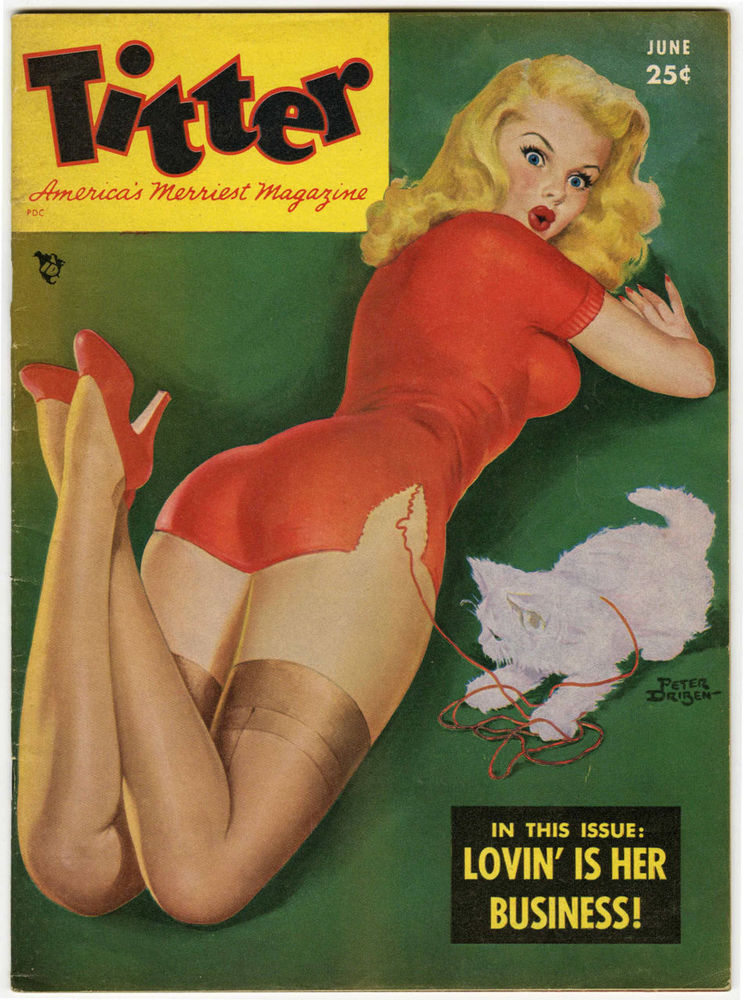 Titter
America's Merriest Magazine
PDC
JUNE
25¢
PETER
DRIBEN
IN THIS ISSUE:
LOVIN' IS HER
BUSINESS!